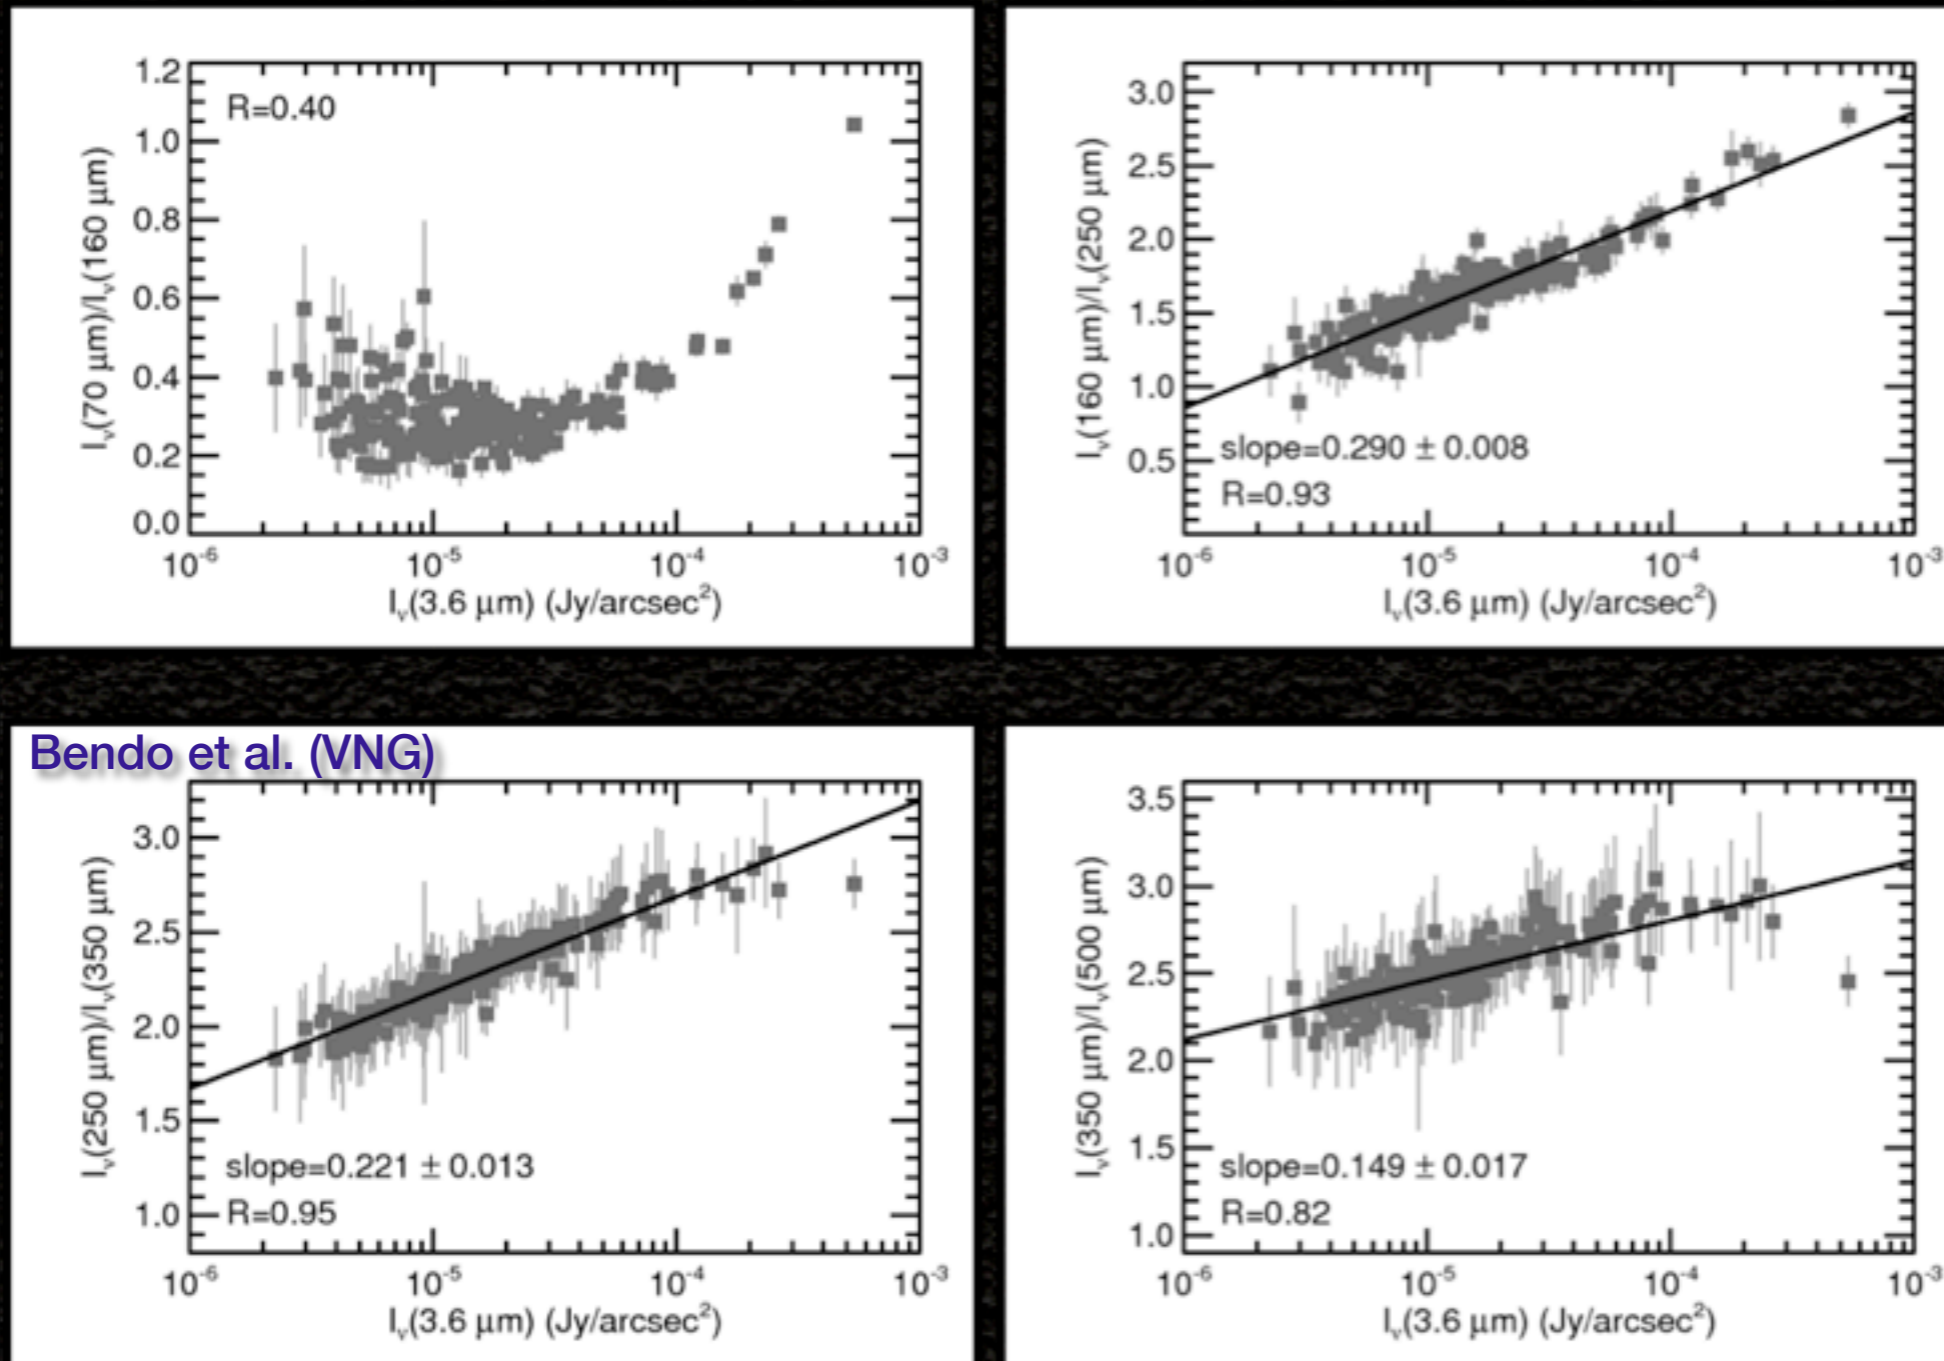 1.2
1.0
0.8
0.6
0.4
0.2
0.0
R=0.40
Iν(70 μm)/Iν(160 μm)
10⁻⁶ 10⁻⁵ 10⁻⁴ 10⁻³
Iν(3.6 μm) (Jy/arcsec²)
3.0
2.5
2.0
1.5
1.0
0.5
Iν(160 μm)/Iν(250 μm)
slope=0.290 ± 0.008
R=0.93
10⁻⁶ 10⁻⁵ 10⁻⁴ 10⁻³
Iν(3.6 μm) (Jy/arcsec²)
Bendo et al. (VNG)
3.0
2.5
2.0
1.5
1.0
Iν(250 μm)/Iν(350 μm)
slope=0.221 ± 0.013
R=0.95
10⁻⁶ 10⁻⁵ 10⁻⁴ 10⁻³
Iν(3.6 μm) (Jy/arcsec²)
3.5
3.0
2.5
2.0
1.5
1.0
Iν(350 μm)/Iν(500 μm)
slope=0.149 ± 0.017
R=0.82
10⁻⁶ 10⁻⁵ 10⁻⁴ 10⁻³
Iν(3.6 μm) (Jy/arcsec²)